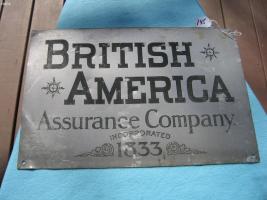 BRITISH
AMERICA
Assurance Company
INCORPORATED
1833